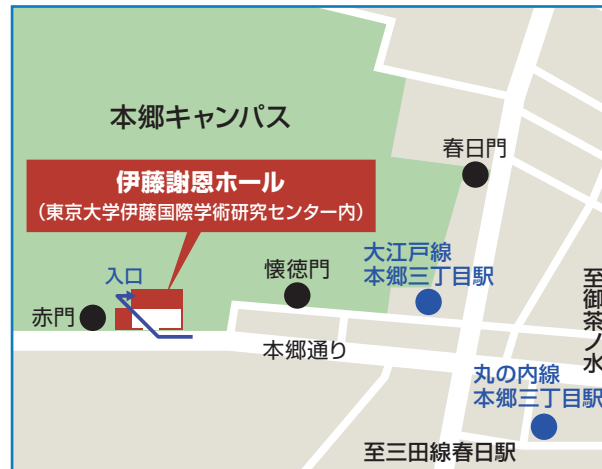 本郷キャンパス
伊藤謝恩ホール
（東京大学伊藤国際学術研究センター内）
春日門
入口
懐徳門
大江戸線
本郷三丁目駅
赤門
本郷通り
至御茶ノ水
丸の内線
本郷三丁目駅
至三田線春日駅